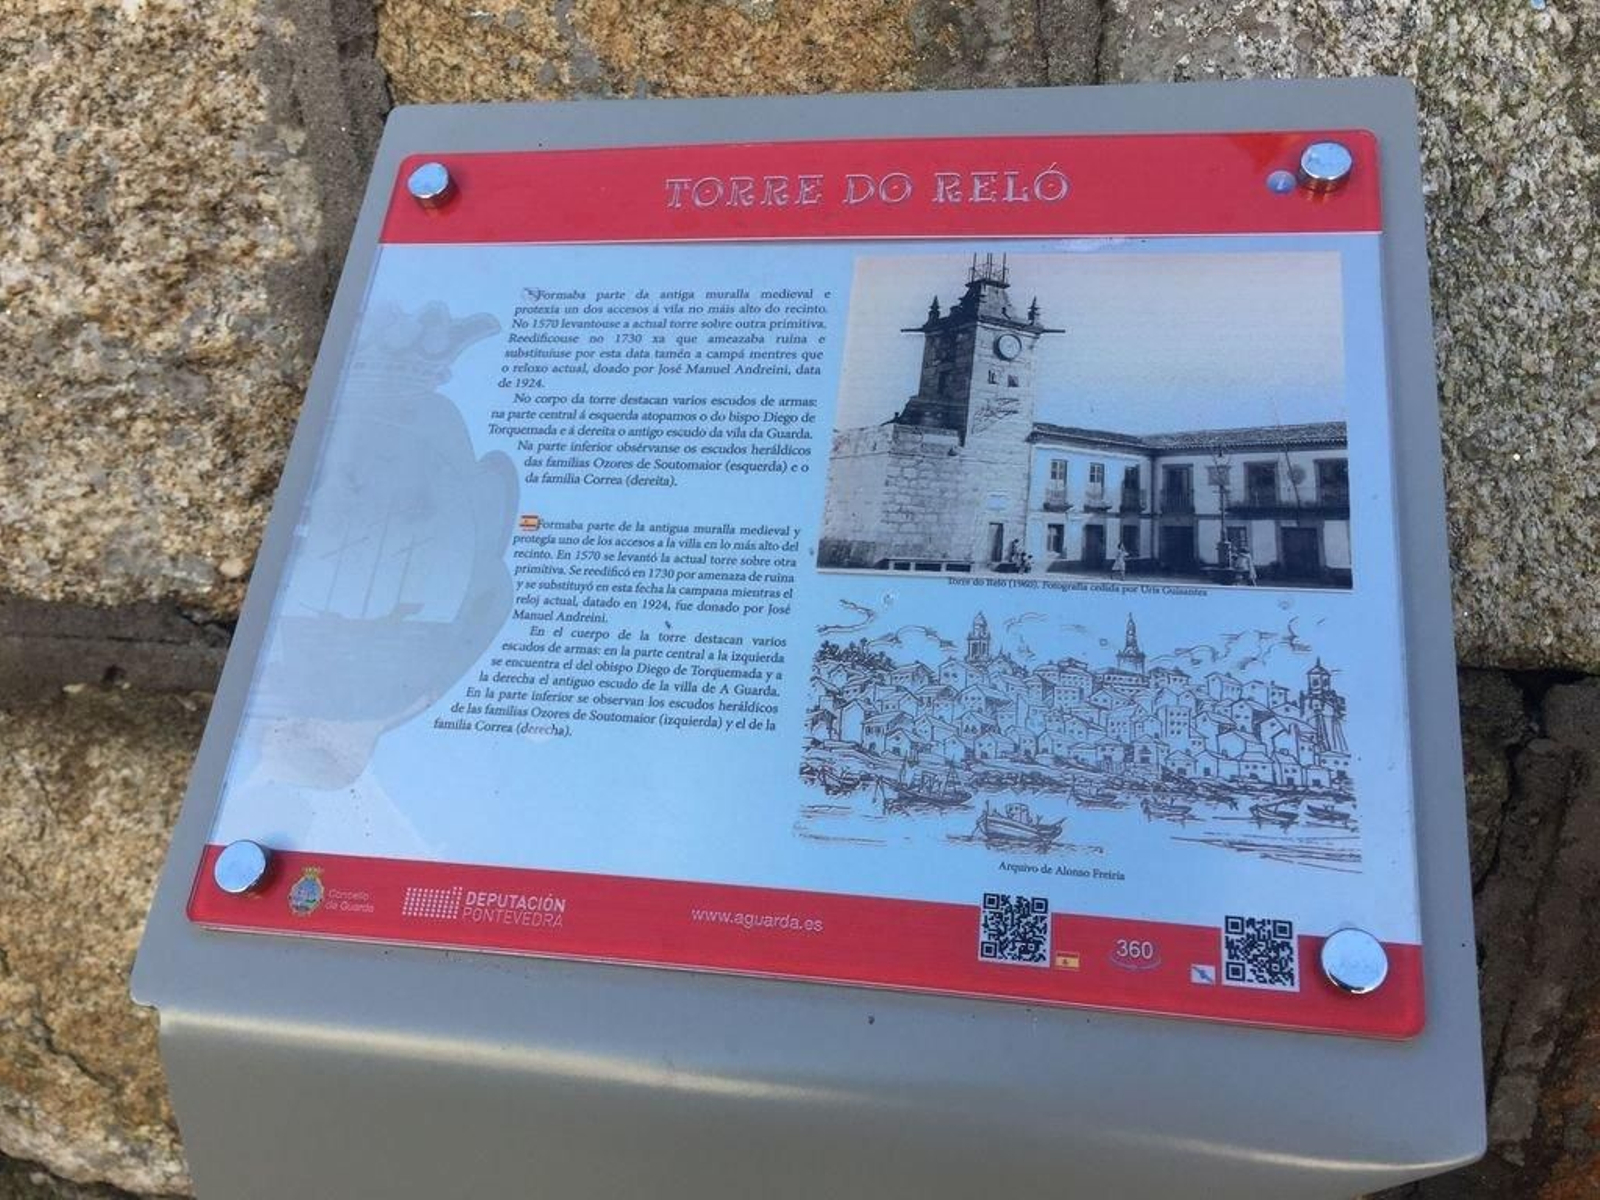 TORRE DO RELÓ
Formaba parte da antiga muralla medieval e
protexía un dos accesos á vila no máis alto do recinto.
No 1570 levantouse a actual torre sobre outra primitiva.
Reedificouse no 1730 xa que ameazaba ruína e
substituíuse por esta data tamén a campá mentres que
o reloxo actual, doado por José Manuel Andreini, data
de 1924.
No corpo da torre destacan varios escudos de armas:
na parte central á esquerda atopamos o do bispo Diego de
Torquemada e á dereita o antigo escudo da vila da Guarda.
Na parte inferior obsérvanse os escudos heráldicos
das familias Ozores de Soutomaior (esquerda) e o
da familia Correa (dereita).
Formaba parte de la antigua muralla medieval y
protegía uno de los accesos a la villa en lo más alto del
recinto. En 1570 se levantó la actual torre sobre otra
primitiva. Se reedificó en 1730 por amenaza de ruina
y se substituyó en esta fecha la campana mientras el
reloj actual, datado en 1924, fue donado por José
Manuel Andreini.
En el cuerpo de la torre destacan varios
escudos de armas: en la parte central a la izquierda
se encuentra el del obispo Diego de Torquemada y a
la derecha el antiguo escudo de la villa de A Guarda.
En la parte inferior se observan los escudos heráldicos
de las familias Ozores de Soutomaior (izquierda) y el de la
familia Correa (derecha).
Torre do Reló (1960). Fotografía cedida por Uris Guisantes
Arquivo de Alonso Freiría
Concello
da Guarda
DEPUTACIÓN
PONTEVEDRA
www.aguarda.es
360